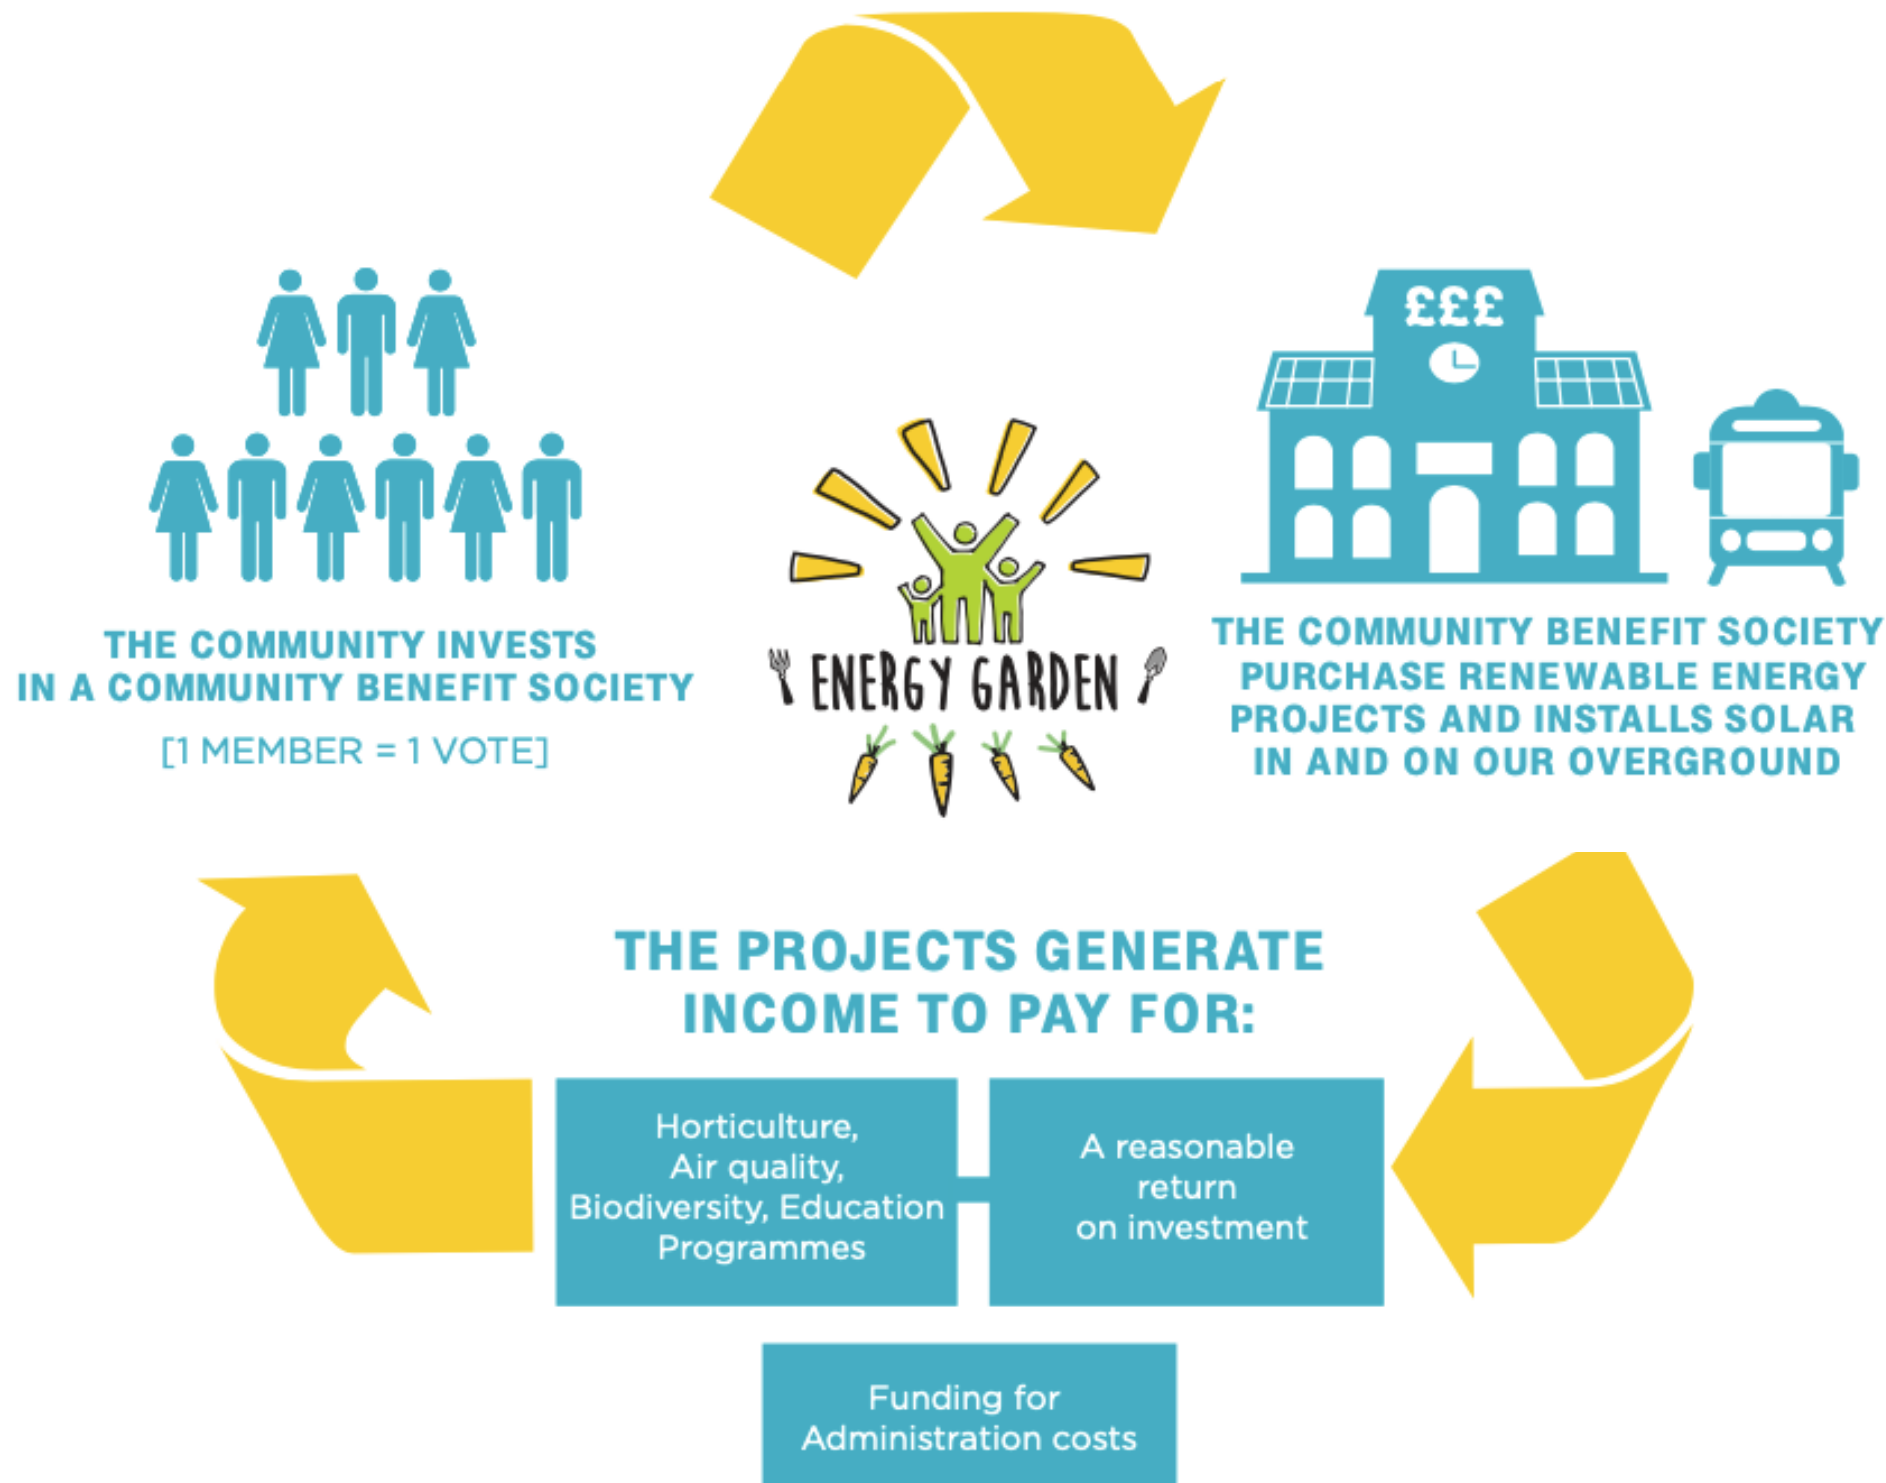 £££
THE COMMUNITY INVESTS
IN A COMMUNITY BENEFIT SOCIETY
[1 MEMBER = 1 VOTE]
ENERGY GARDEN
THE COMMUNITY BENEFIT SOCIETY
PURCHASE RENEWABLE ENERGY
PROJECTS AND INSTALLS SOLAR
IN AND ON OUR OVERGROUND
THE PROJECTS GENERATE
INCOME TO PAY FOR:
Horticulture,
Air quality,
Biodiversity, Education
Programmes
A reasonable
return
on investment
Funding for
Administration costs